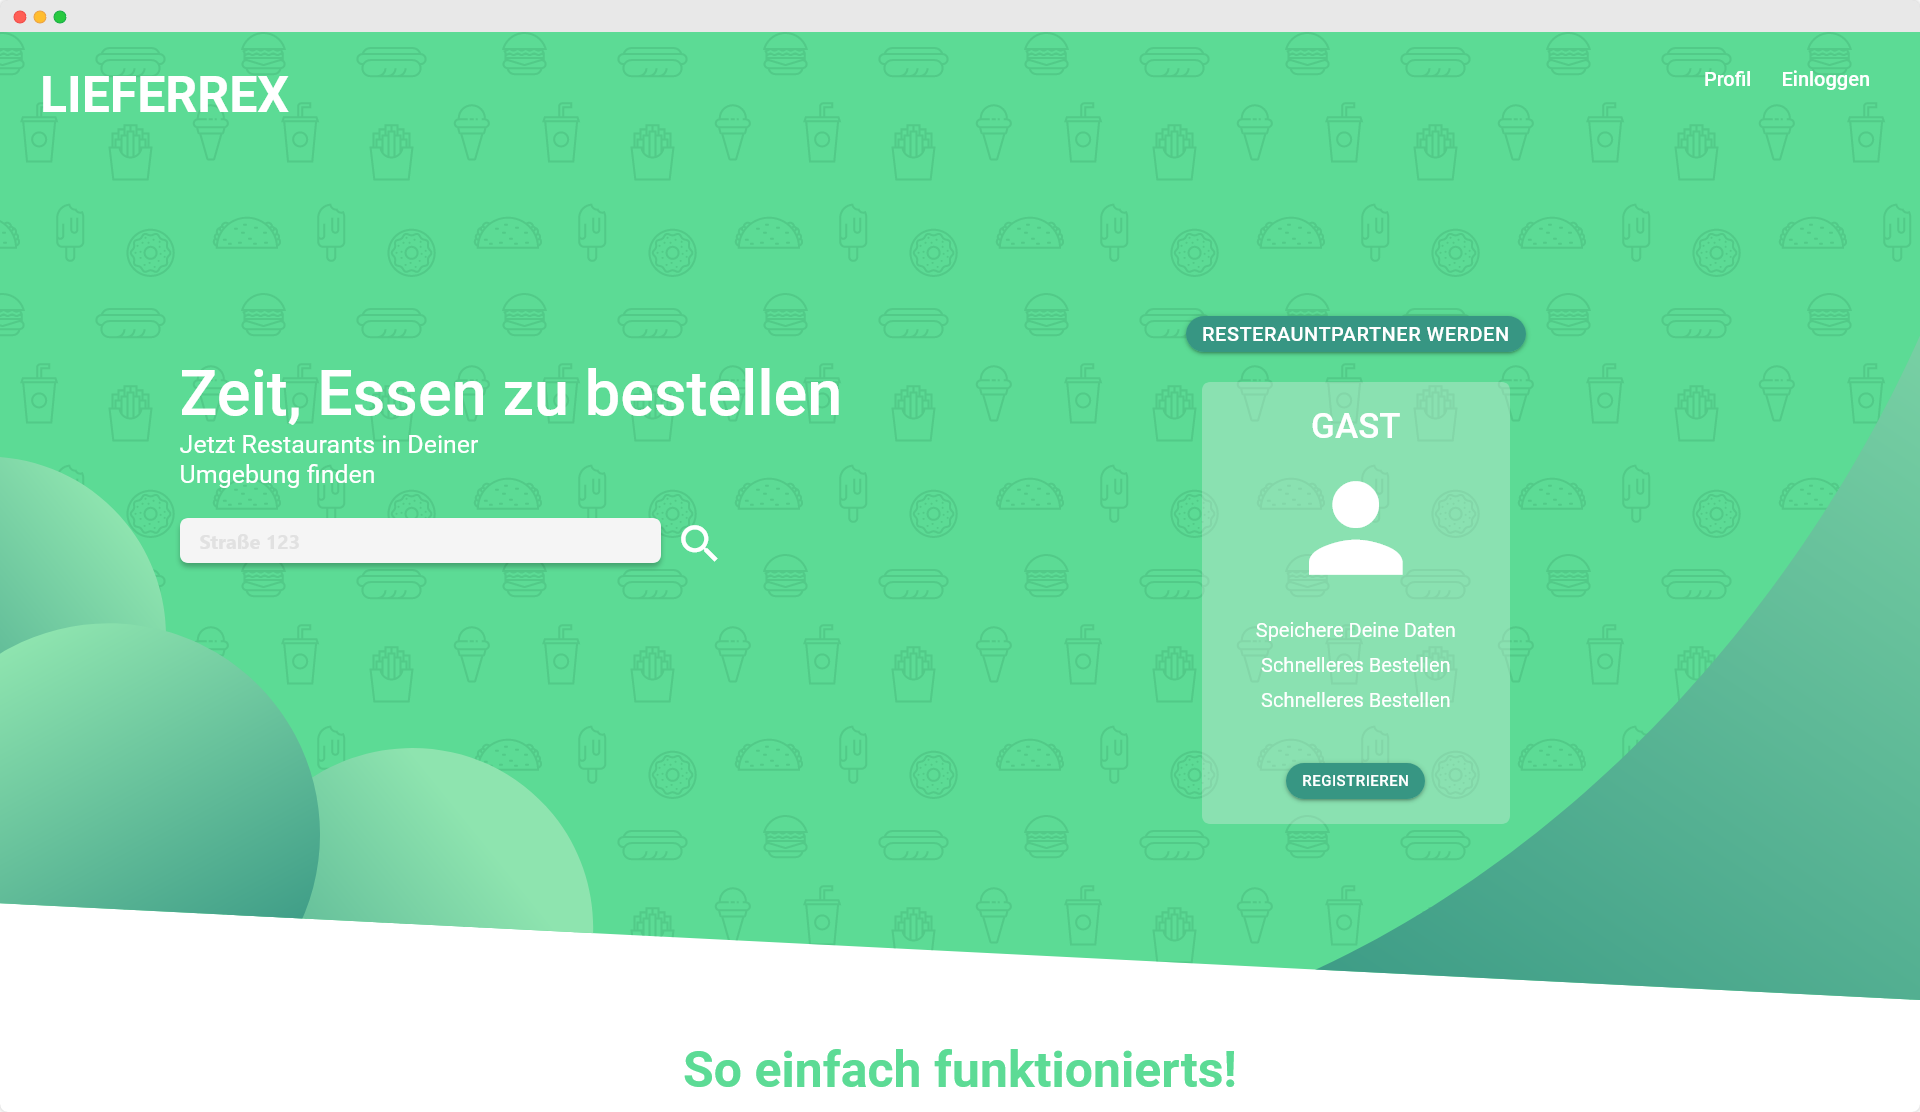 LIEFERREX
Profil
Einloggen
RESTERAUNTPARTNER WERDEN
Zeit, Essen zu bestellen
Jetzt Restaurants in Deiner
Umgebung finden
Straße 123
GAST
Speichere Deine Daten
Schnelleres Bestellen
Schnelleres Bestellen
REGISTRIEREN
So einfach funktionierts!